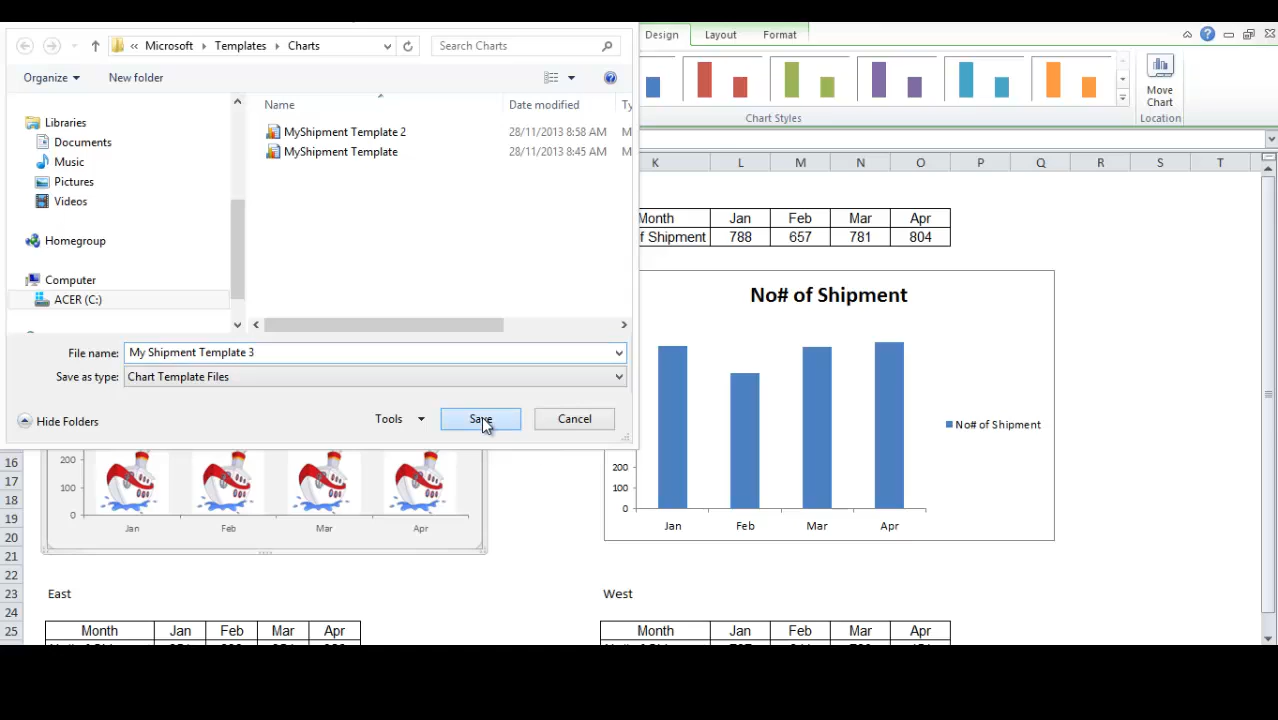 Microsoft Templates Charts
Search Charts
Organize
New folder
Name
Date modified
Ty
Libraries
Documents
Music
Pictures
Videos
Homegroup
Computer
ACER (C:)
MyShipment Template 2 28/11/2013 8:58 AM M
MyShipment Template 28/11/2013 8:45 AM M
File name: My Shipment Template 3
Save as type: Chart Template Files
Hide Folders
Tools
Save
Cancel
Design Layout Format
Move
Chart
Chart Styles
Location
K L M N O P Q R S T
Month Jan Feb Mar Apr
f Shipment 788 657 781 804
No# of Shipment
No# of Shipment
200
100
0
Jan Feb Mar Apr
200
100
0
Jan Feb Mar Apr
16
17
18
19
20
21
22
23
24
25
East
West
Month Jan Feb Mar Apr
Month Jan Feb Mar Apr